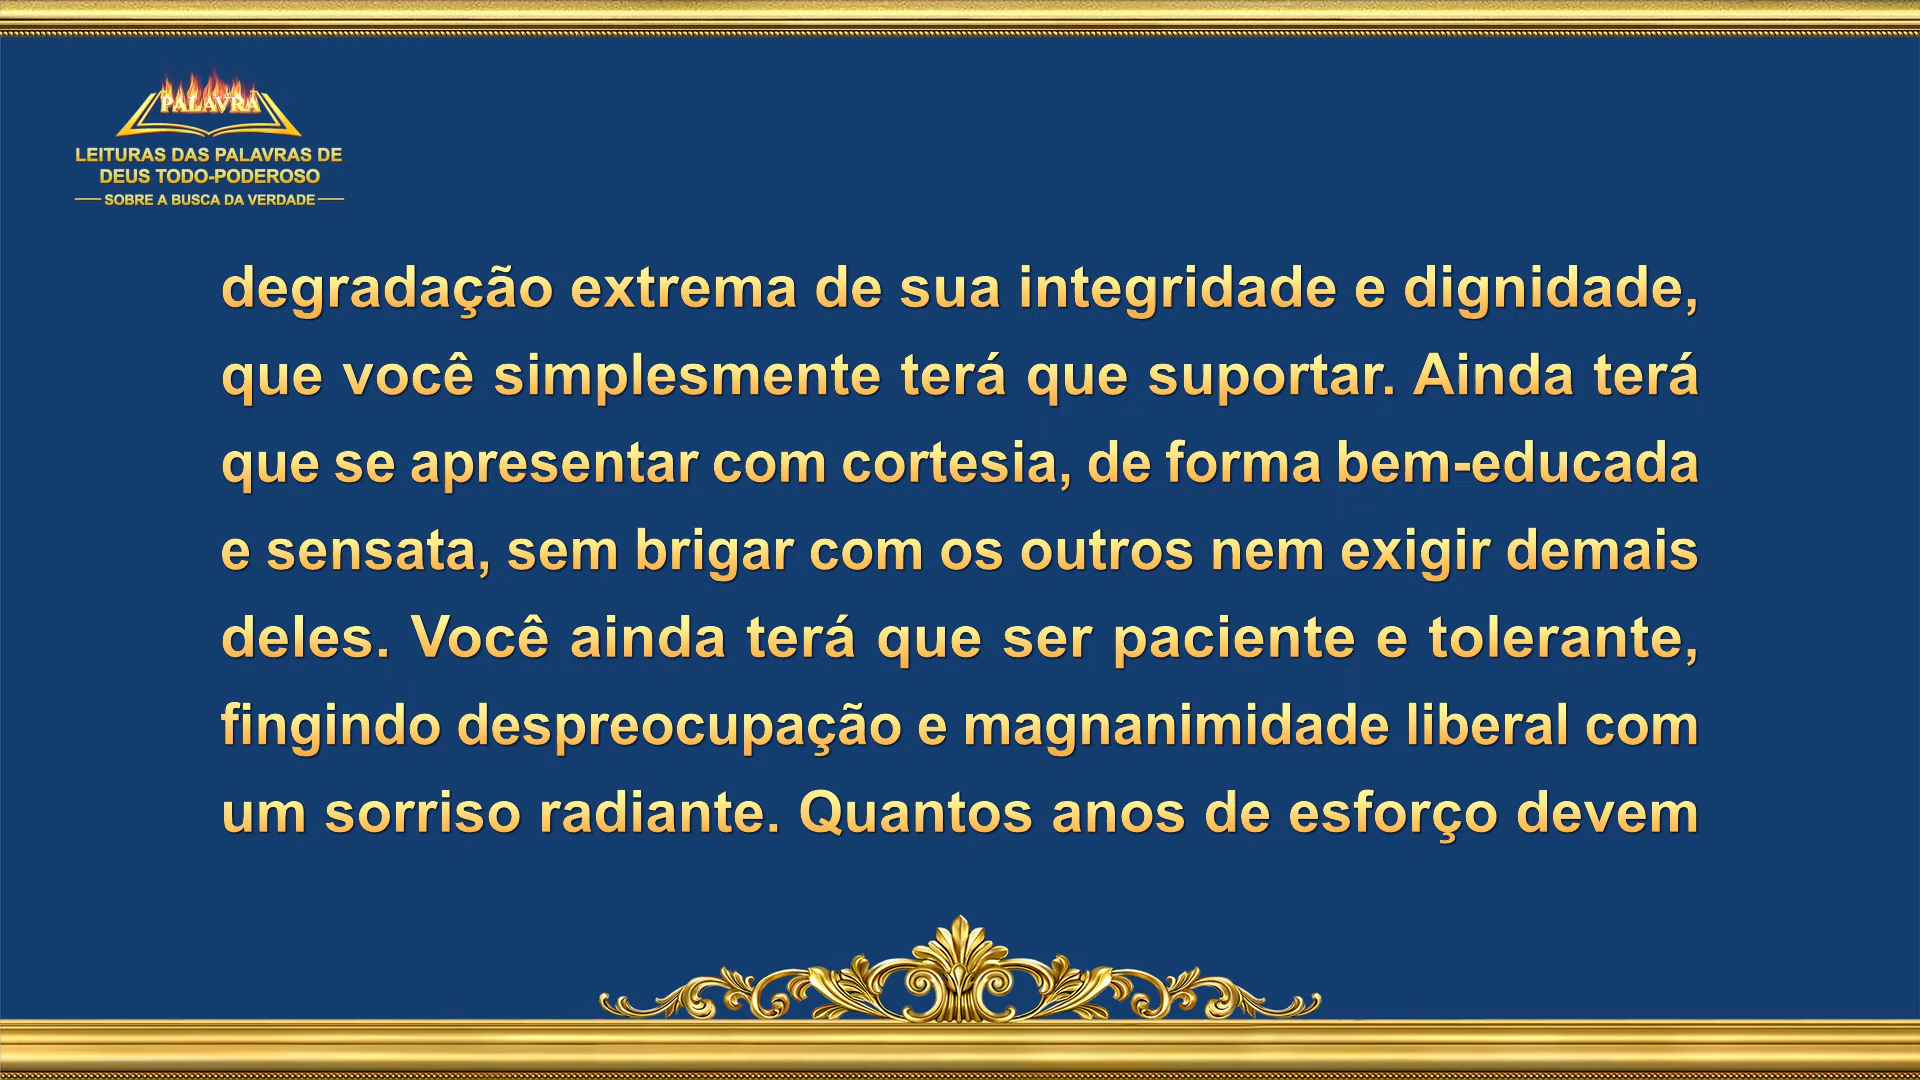 PALAVRA
LEITURAS DAS PALAVRAS DE
DEUS TODO-PODEROSO
SOBRE A BUSCA DA VERDADE
degradação extrema de sua integridade e dignidade,
que você simplesmente terá que suportar. Ainda terá
que se apresentar com cortesia, de forma bem-educada
e sensata, sem brigar com os outros nem exigir demais
deles. Você ainda terá que ser paciente e tolerante,
fingindo despreocupação e magnanimidade liberal com
um sorriso radiante. Quantos anos de esforço devem